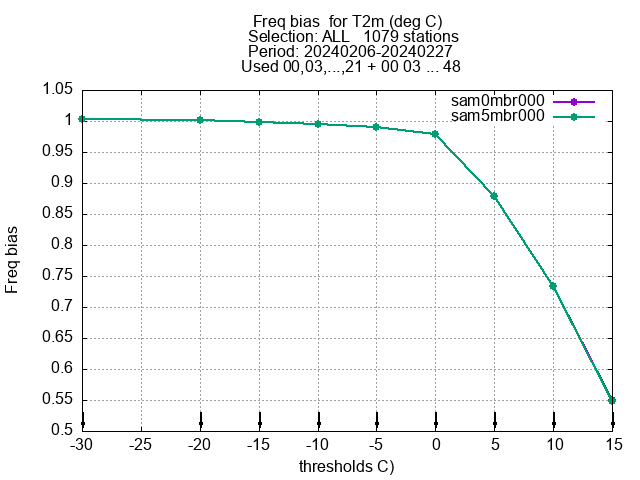 Freq bias  for T2m (deg C)
Selection: ALL   1079 stations
Period: 20240206-20240227
Used 00,03,...,21 + 00 03 ... 48
sam0mbr000
sam5mbr000
1.05
1
0.95
0.9
0.85
0.8
0.75
0.7
0.65
0.6
0.55
0.5
Freq bias
-30 -25 -20 -15 -10 -5 0 5 10 15
thresholds C)